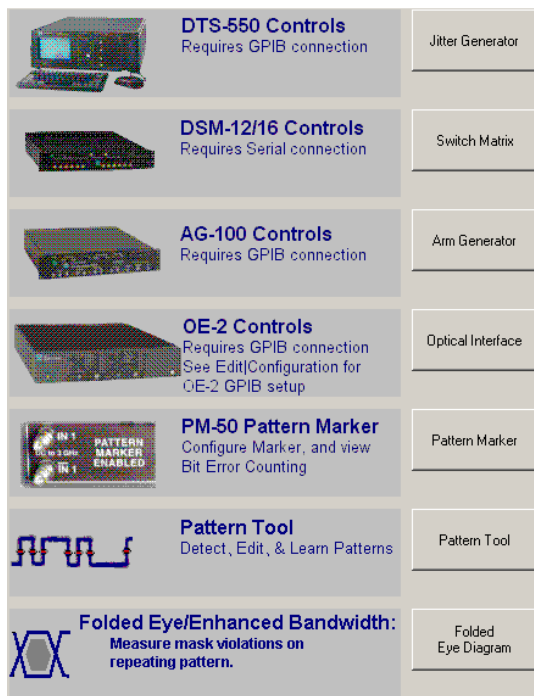 DTS-550 Controls
Requires GPIB connection
Jitter Generator
DSM-12/16 Controls
Requires Serial connection
Switch Matrix
AG-100 Controls
Requires GPIB connection
Arm Generator
OE-2 Controls
Requires GPIB connection
See Edit|Configuration for
OE-2 GPIB setup
Optical Interface
IN 1
PATTERN
MARKER
ENABLED
IN 1
PM-50 Pattern Marker
Configure Marker, and view
Bit Error Counting
Pattern Marker
Pattern Tool
Detect, Edit, & Learn Patterns
Pattern Tool
Folded Eye/Enhanced Bandwidth:
Measure mask violations on
repeating pattern.
Folded
Eye Diagram